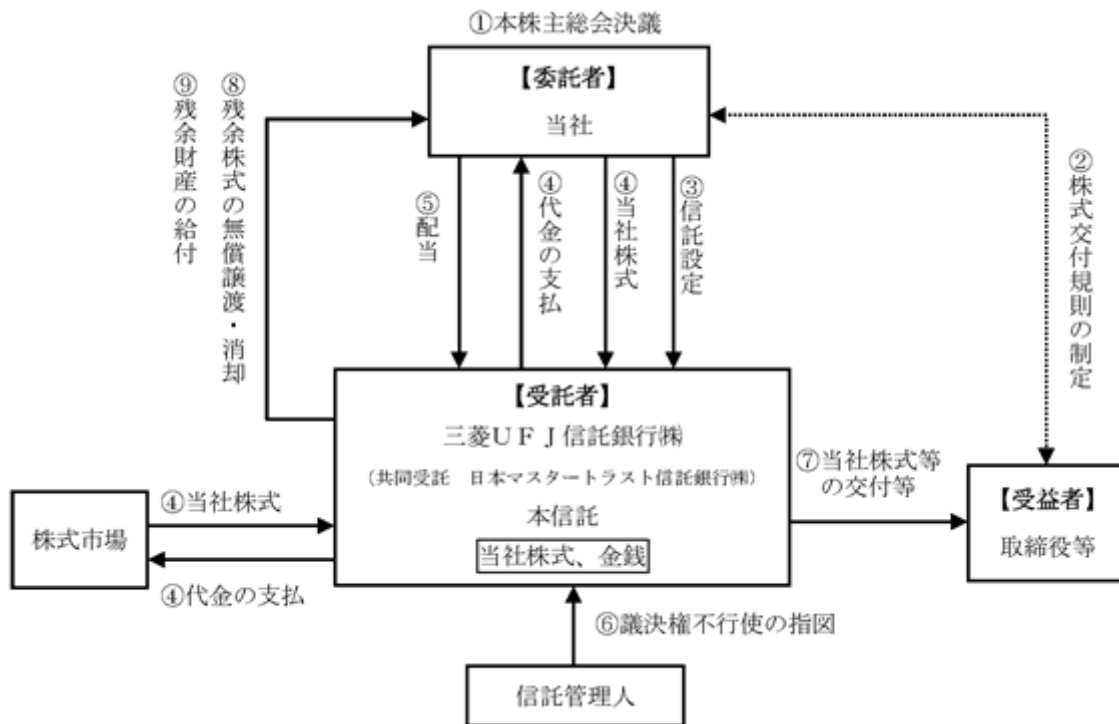 ①本株主総会決議
【委託者】
当社
⑨残余財産の給付
⑧残余株式の無償譲渡・消却
⑤配当
④代金の支払
④当社株式
③信託設定
②株式交付規則の制定
【受託者】
三菱UFJ信託銀行㈱
(共同受託 日本マスタートラスト信託銀行㈱)
本信託
当社株式、金銭
④当社株式
株式市場
④代金の支払
⑦当社株式等
の交付等
【受益者】
取締役等
⑥議決権不行使の指図
信託管理人